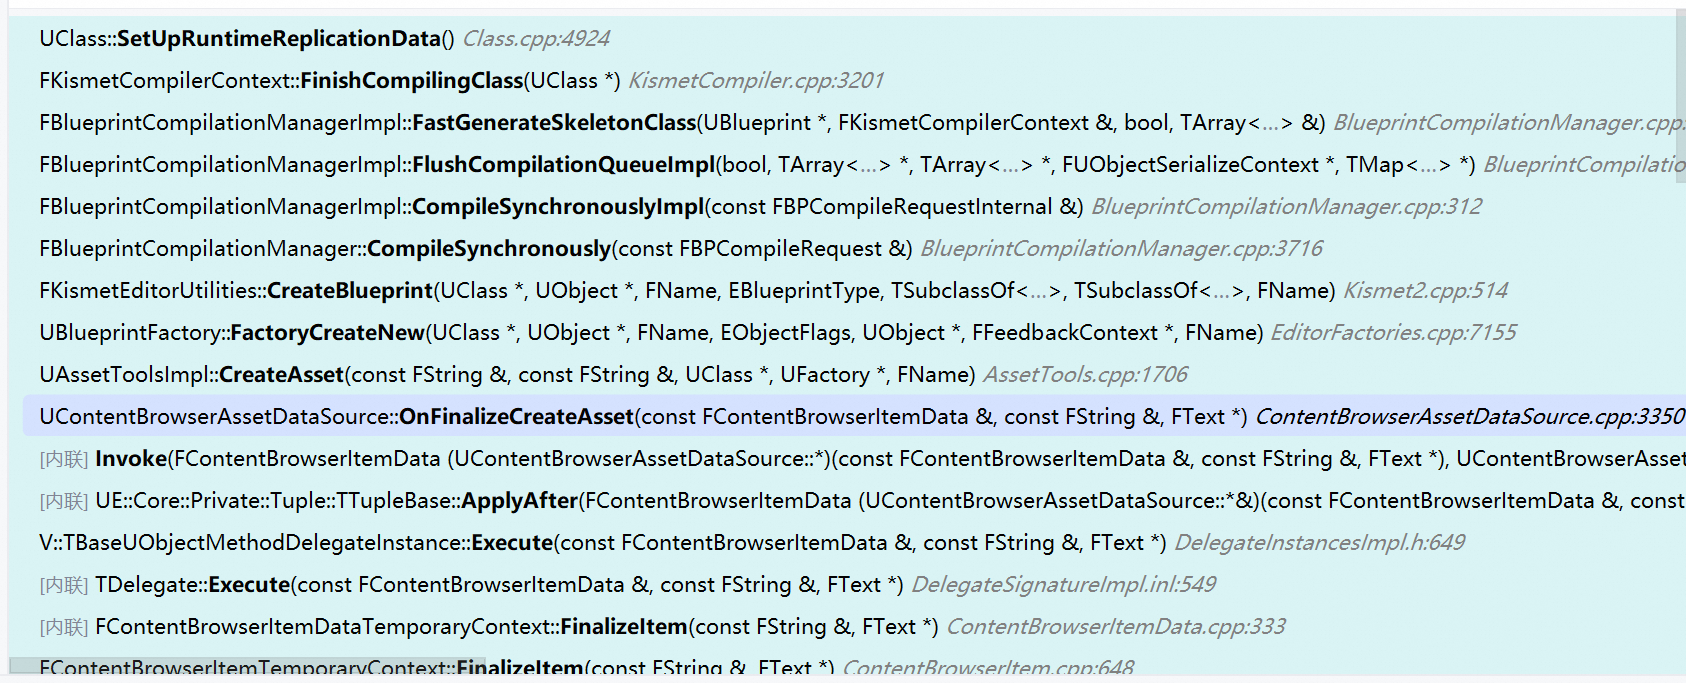 UClass::SetUpRuntimeReplicationData() Class.cpp:4924
FKismetCompilerContext::FinishCompilingClass(UClass *) KismetCompiler.cpp:3201
FBlueprintCompilationManagerImpl::FastGenerateSkeletonClass(UBlueprint *, FKismetCompilerContext &, bool, TArray<...> &) BlueprintCompilationManager.cpp:
FBlueprintCompilationManagerImpl::FlushCompilationQueueImpl(bool, TArray<...> *, TArray<...> *, FUObjectSerializeContext *, TMap<...> *) BlueprintCompilatio
FBlueprintCompilationManagerImpl::CompileSynchronouslyImpl(const FBPCompileRequestInternal &) BlueprintCompilationManager.cpp:312
FBlueprintCompilationManager::CompileSynchronously(const FBPCompileRequest &) BlueprintCompilationManager.cpp:3716
FKismetEditorUtilities::CreateBlueprint(UClass *, UObject *, FName, EBlueprintType, TSubclassOf<...>, TSubclassOf<...>, FName) Kismet2.cpp:514
UBlueprintFactory::FactoryCreateNew(UClass *, UObject *, FName, EObjectFlags, UObject *, FFeedbackContext *, FName) EditorFactories.cpp:7155
UAssetToolsImpl::CreateAsset(const FString &, const FString &, UClass *, UFactory *, FName) AssetTools.cpp:1706
UContentBrowserAssetDataSource::OnFinalizeCreateAsset(const FContentBrowserItemData &, const FString &, FText *) ContentBrowserAssetDataSource.cpp:3350
[内联] Invoke(FContentBrowserItemData (UContentBrowserAssetDataSource::*)(const FContentBrowserItemData &, const FString &, FText *), UContentBrowserAsset
[内联] UE::Core::Private::Tuple::TTupleBase::ApplyAfter(FContentBrowserItemData (UContentBrowserAssetDataSource::*&)(const FContentBrowserItemData &, const
V::TBaseUObjectMethodDelegateInstance::Execute(const FContentBrowserItemData &, const FString &, FText *) DelegateInstancesImpl.h:649
[内联] TDelegate::Execute(const FContentBrowserItemData &, const FString &, FText *) DelegateSignatureImpl.inl:549
[内联] FContentBrowserItemDataTemporaryContext::FinalizeItem(const FString &, FText *) ContentBrowserItemData.cpp:333
FContentBrowserItemTemporaryContext::FinalizeItem(const FString &, FText *) ContentBrowserItem.cpp:648